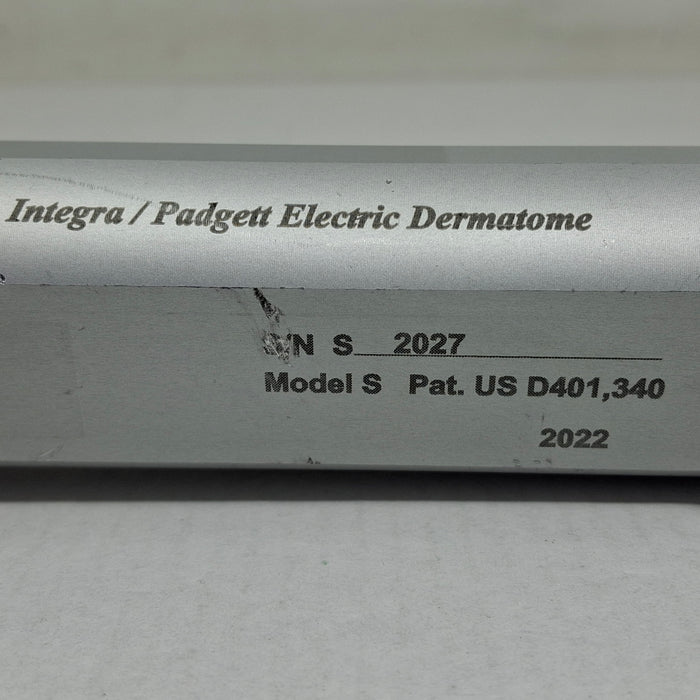 Integra / Padgett Electric Dermatome
S/N S 2027
Model S Pat. US D401,340
2022